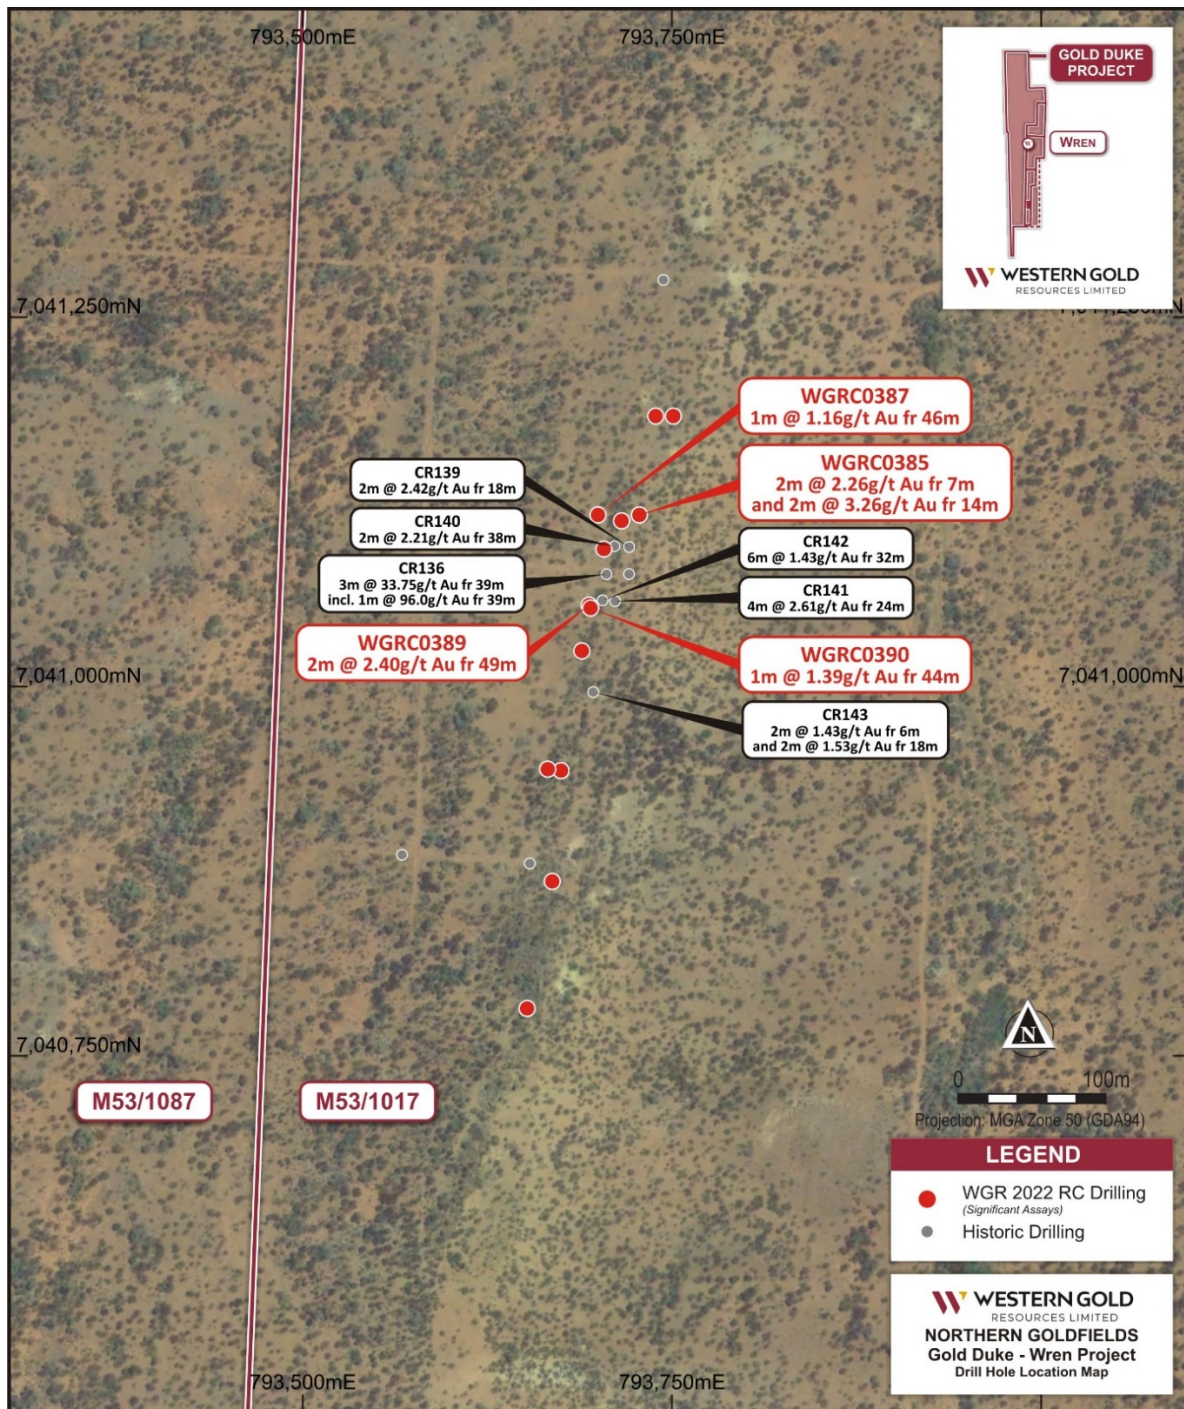 793,500mE
793,750mE
GOLD DUKE
PROJECT
W
WREN
WESTERN GOLD
RESOURCES LIMITED
7,041,250mN
WGRC0387
1m @ 1.16g/t Au fr 46m
WGRC0385
2m @ 2.26g/t Au fr 7m
and 2m @ 3.26g/t Au fr 14m
CR139
2m @ 2.42g/t Au fr 18m
CR140
2m @ 2.21g/t Au fr 38m
CR136
3m @ 33.75g/t Au fr 39m
incl. 1m @ 96.0g/t Au fr 39m
CR142
6m @ 1.43g/t Au fr 32m
CR141
4m @ 2.61g/t Au fr 24m
WGRC0389
2m @ 2.40g/t Au fr 49m
WGRC0390
1m @ 1.39g/t Au fr 44m
7,041,000mN
7,041,000mN
CR143
2m @ 1.43g/t Au fr 6m
and 2m @ 1.53g/t Au fr 18m
7,040,750mN
N
0 100m
Projection: MGA Zone 50 (GDA94)
M53/1087
M53/1017
LEGEND
WGR 2022 RC Drilling
(Significant Assays)
Historic Drilling
WESTERN GOLD
RESOURCES LIMITED
NORTHERN GOLDFIELDS
Gold Duke - Wren Project
Drill Hole Location Map
793,500mE
793,750mE